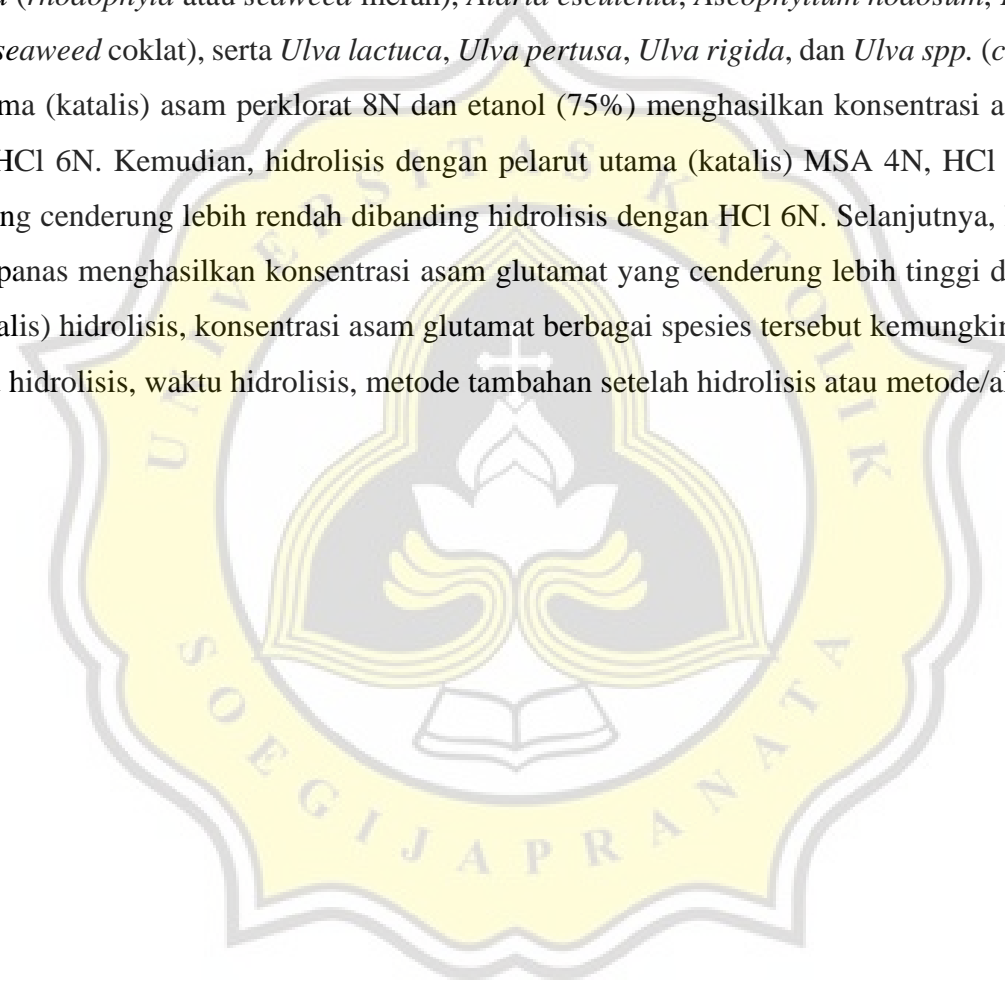 (rhodophyta atau seaweed merah), Alaria esculenta, Ascophyllum nodosum,
seaweed coklat), serta Ulva lactuca, Ulva pertusa, Ulva rigida, dan Ulva spp. (c
ma (katalis) asam perklorat 8N dan etanol (75%) menghasilkan konsentrasi a
HCl 6N. Kemudian, hidrolisis dengan pelarut utama (katalis) MSA 4N, HCl
ng cenderung lebih rendah dibanding hidrolisis dengan HCl 6N. Selanjutnya,
panas menghasilkan konsentrasi asam glutamat yang cenderung lebih tinggi d
alis) hidrolisis, konsentrasi asam glutamat berbagai spesies tersebut kemungkin
hidrolisis, waktu hidrolisis, metode tambahan setelah hidrolisis atau metode/al
UNIVERSITAS KATOLIK
SOEGIJAPRANATA